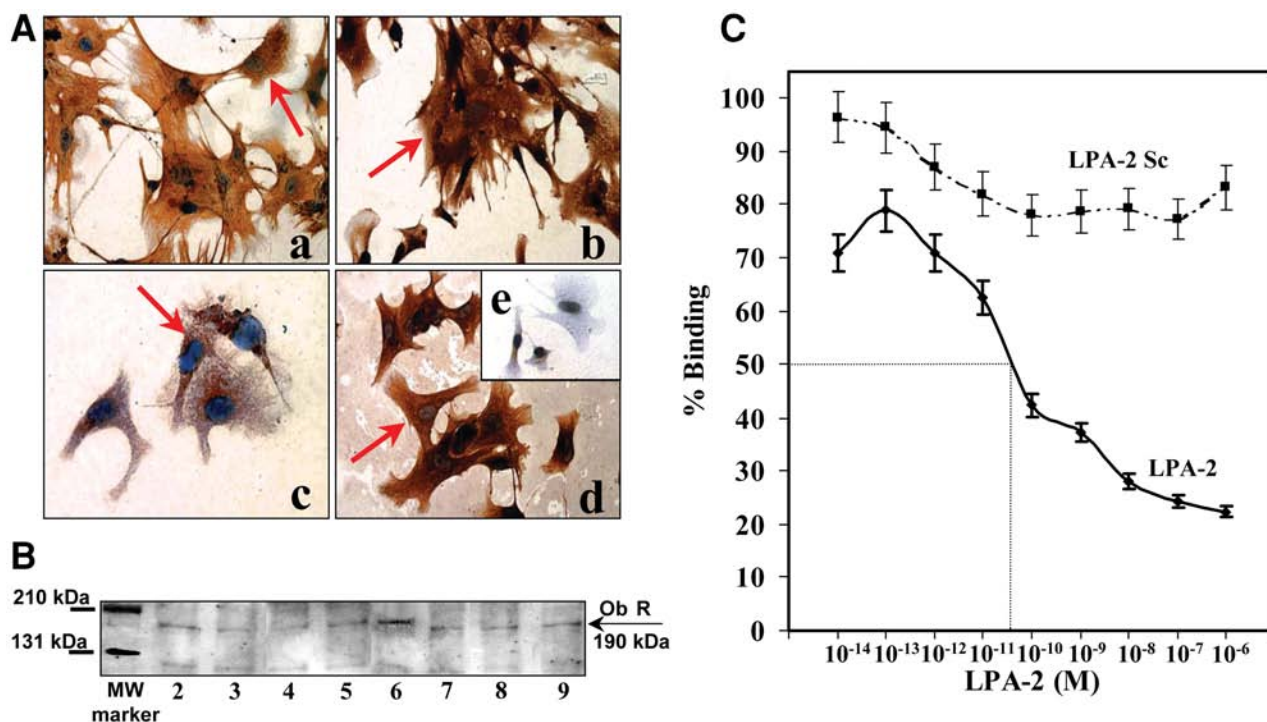 A
a
b
c
d
e
B
210 kDa
131 kDa
Ob R
190 kDa
MW marker
2 3 4 5 6 7 8 9
C
% Binding
100
90
80
70
60
50
40
30
20
10
0
LPA-2 Sc
LPA-2
10⁻¹⁴ 10⁻¹³ 10⁻¹² 10⁻¹¹ 10⁻¹⁰ 10⁻⁹ 10⁻⁸ 10⁻⁷ 10⁻⁶
LPA-2 (M)